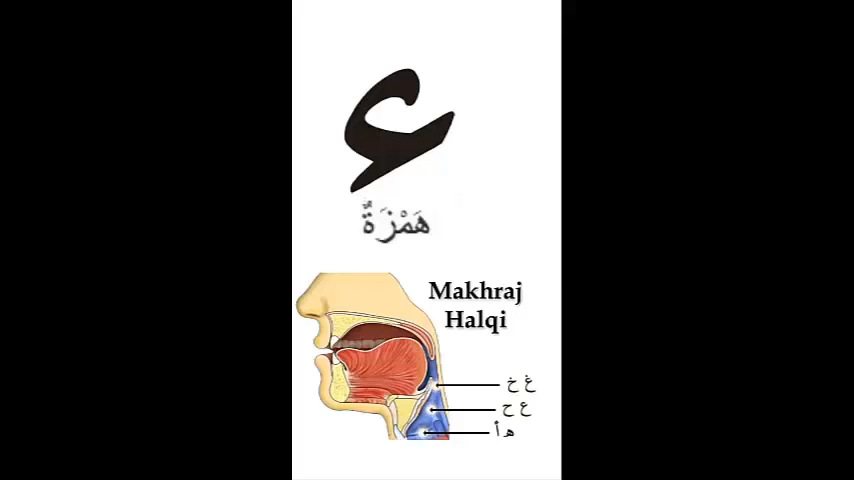 ء
هَمْزَةٌ
Makhraj
Halqi
غ خ
ع ح
ه أ